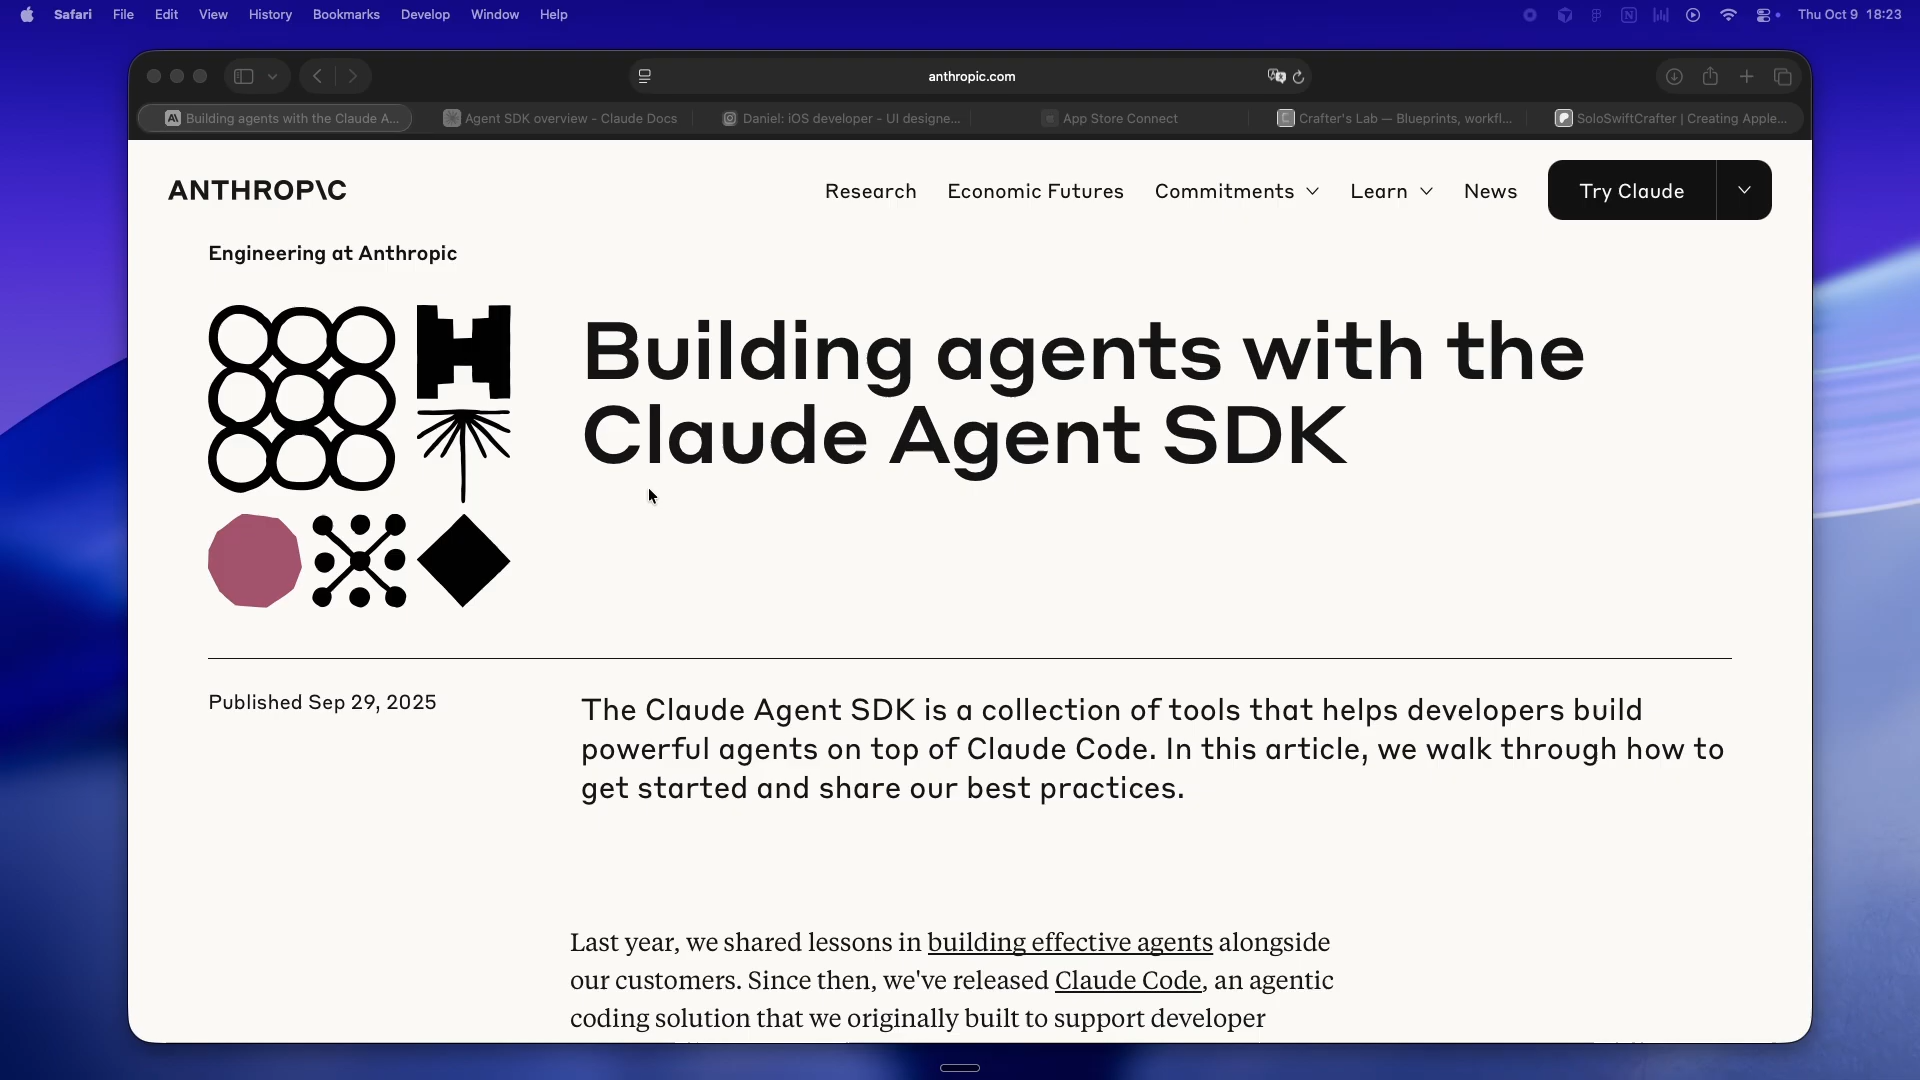 Safari File Edit View History Bookmarks Develop Window Help Thu Oct 9 18:23
anthropic.com
Building agents with the Claude A... Agent SDK overview - Claude Docs Daniel: iOS developer - UI designe... App Store Connect Crafter's Lab — Blueprints, workfl... SoloSwiftCrafter | Creating Apple...
ANTHROP\C Research Economic Futures Commitments Learn News Try Claude
Engineering at Anthropic
Building agents with the
Claude Agent SDK
Published Sep 29, 2025
The Claude Agent SDK is a collection of tools that helps developers build
powerful agents on top of Claude Code. In this article, we walk through how to
get started and share our best practices.
Last year, we shared lessons in building effective agents alongside
our customers. Since then, we've released Claude Code, an agentic
coding solution that we originally built to support developer